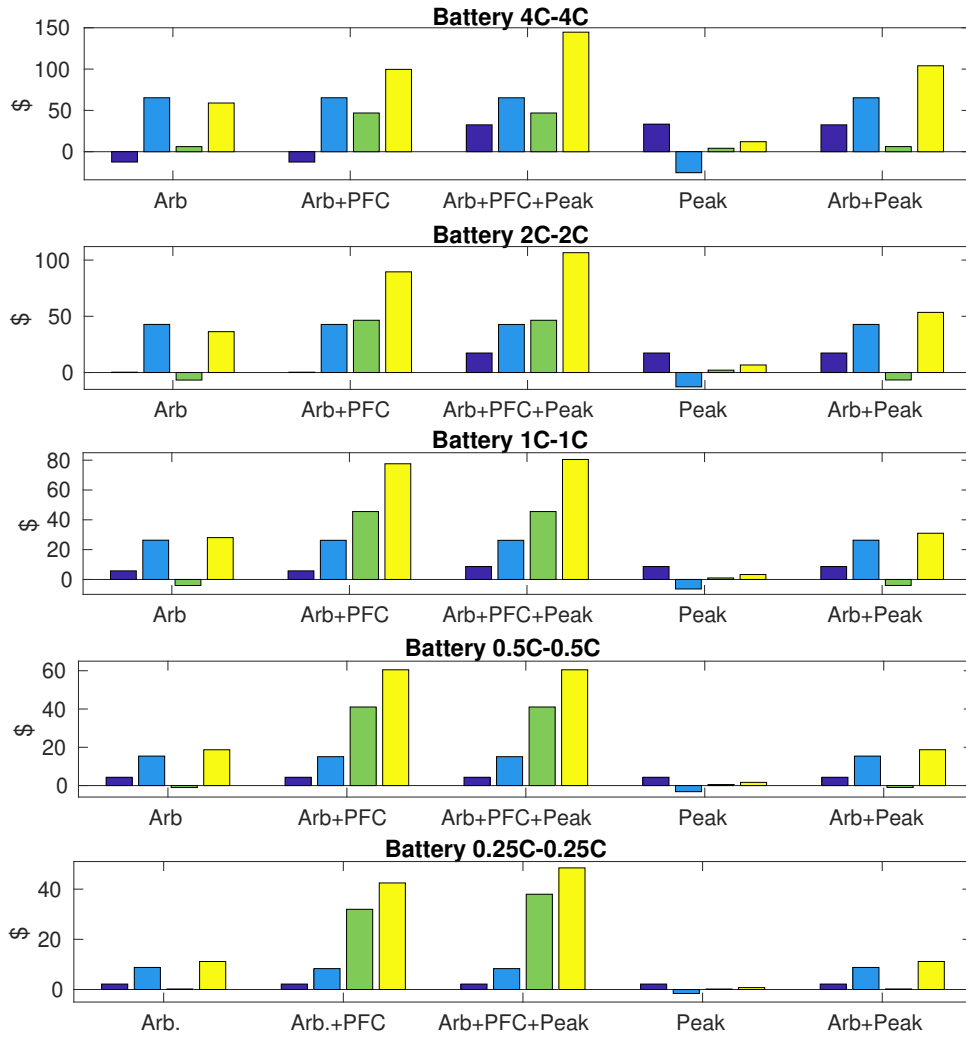 Battery 4C-4C
150
100
50
0
$
Arb Arb+PFC Arb+PFC+Peak Peak Arb+Peak
Battery 2C-2C
100
50
0
$
Arb Arb+PFC Arb+PFC+Peak Peak Arb+Peak
Battery 1C-1C
80
60
40
20
0
$
Arb Arb+PFC Arb+PFC+Peak Peak Arb+Peak
Battery 0.5C-0.5C
60
40
20
0
$
Arb Arb+PFC Arb+PFC+Peak Peak Arb+Peak
Battery 0.25C-0.25C
40
20
0
$
Arb. Arb.+PFC Arb+PFC+Peak Peak Arb+Peak